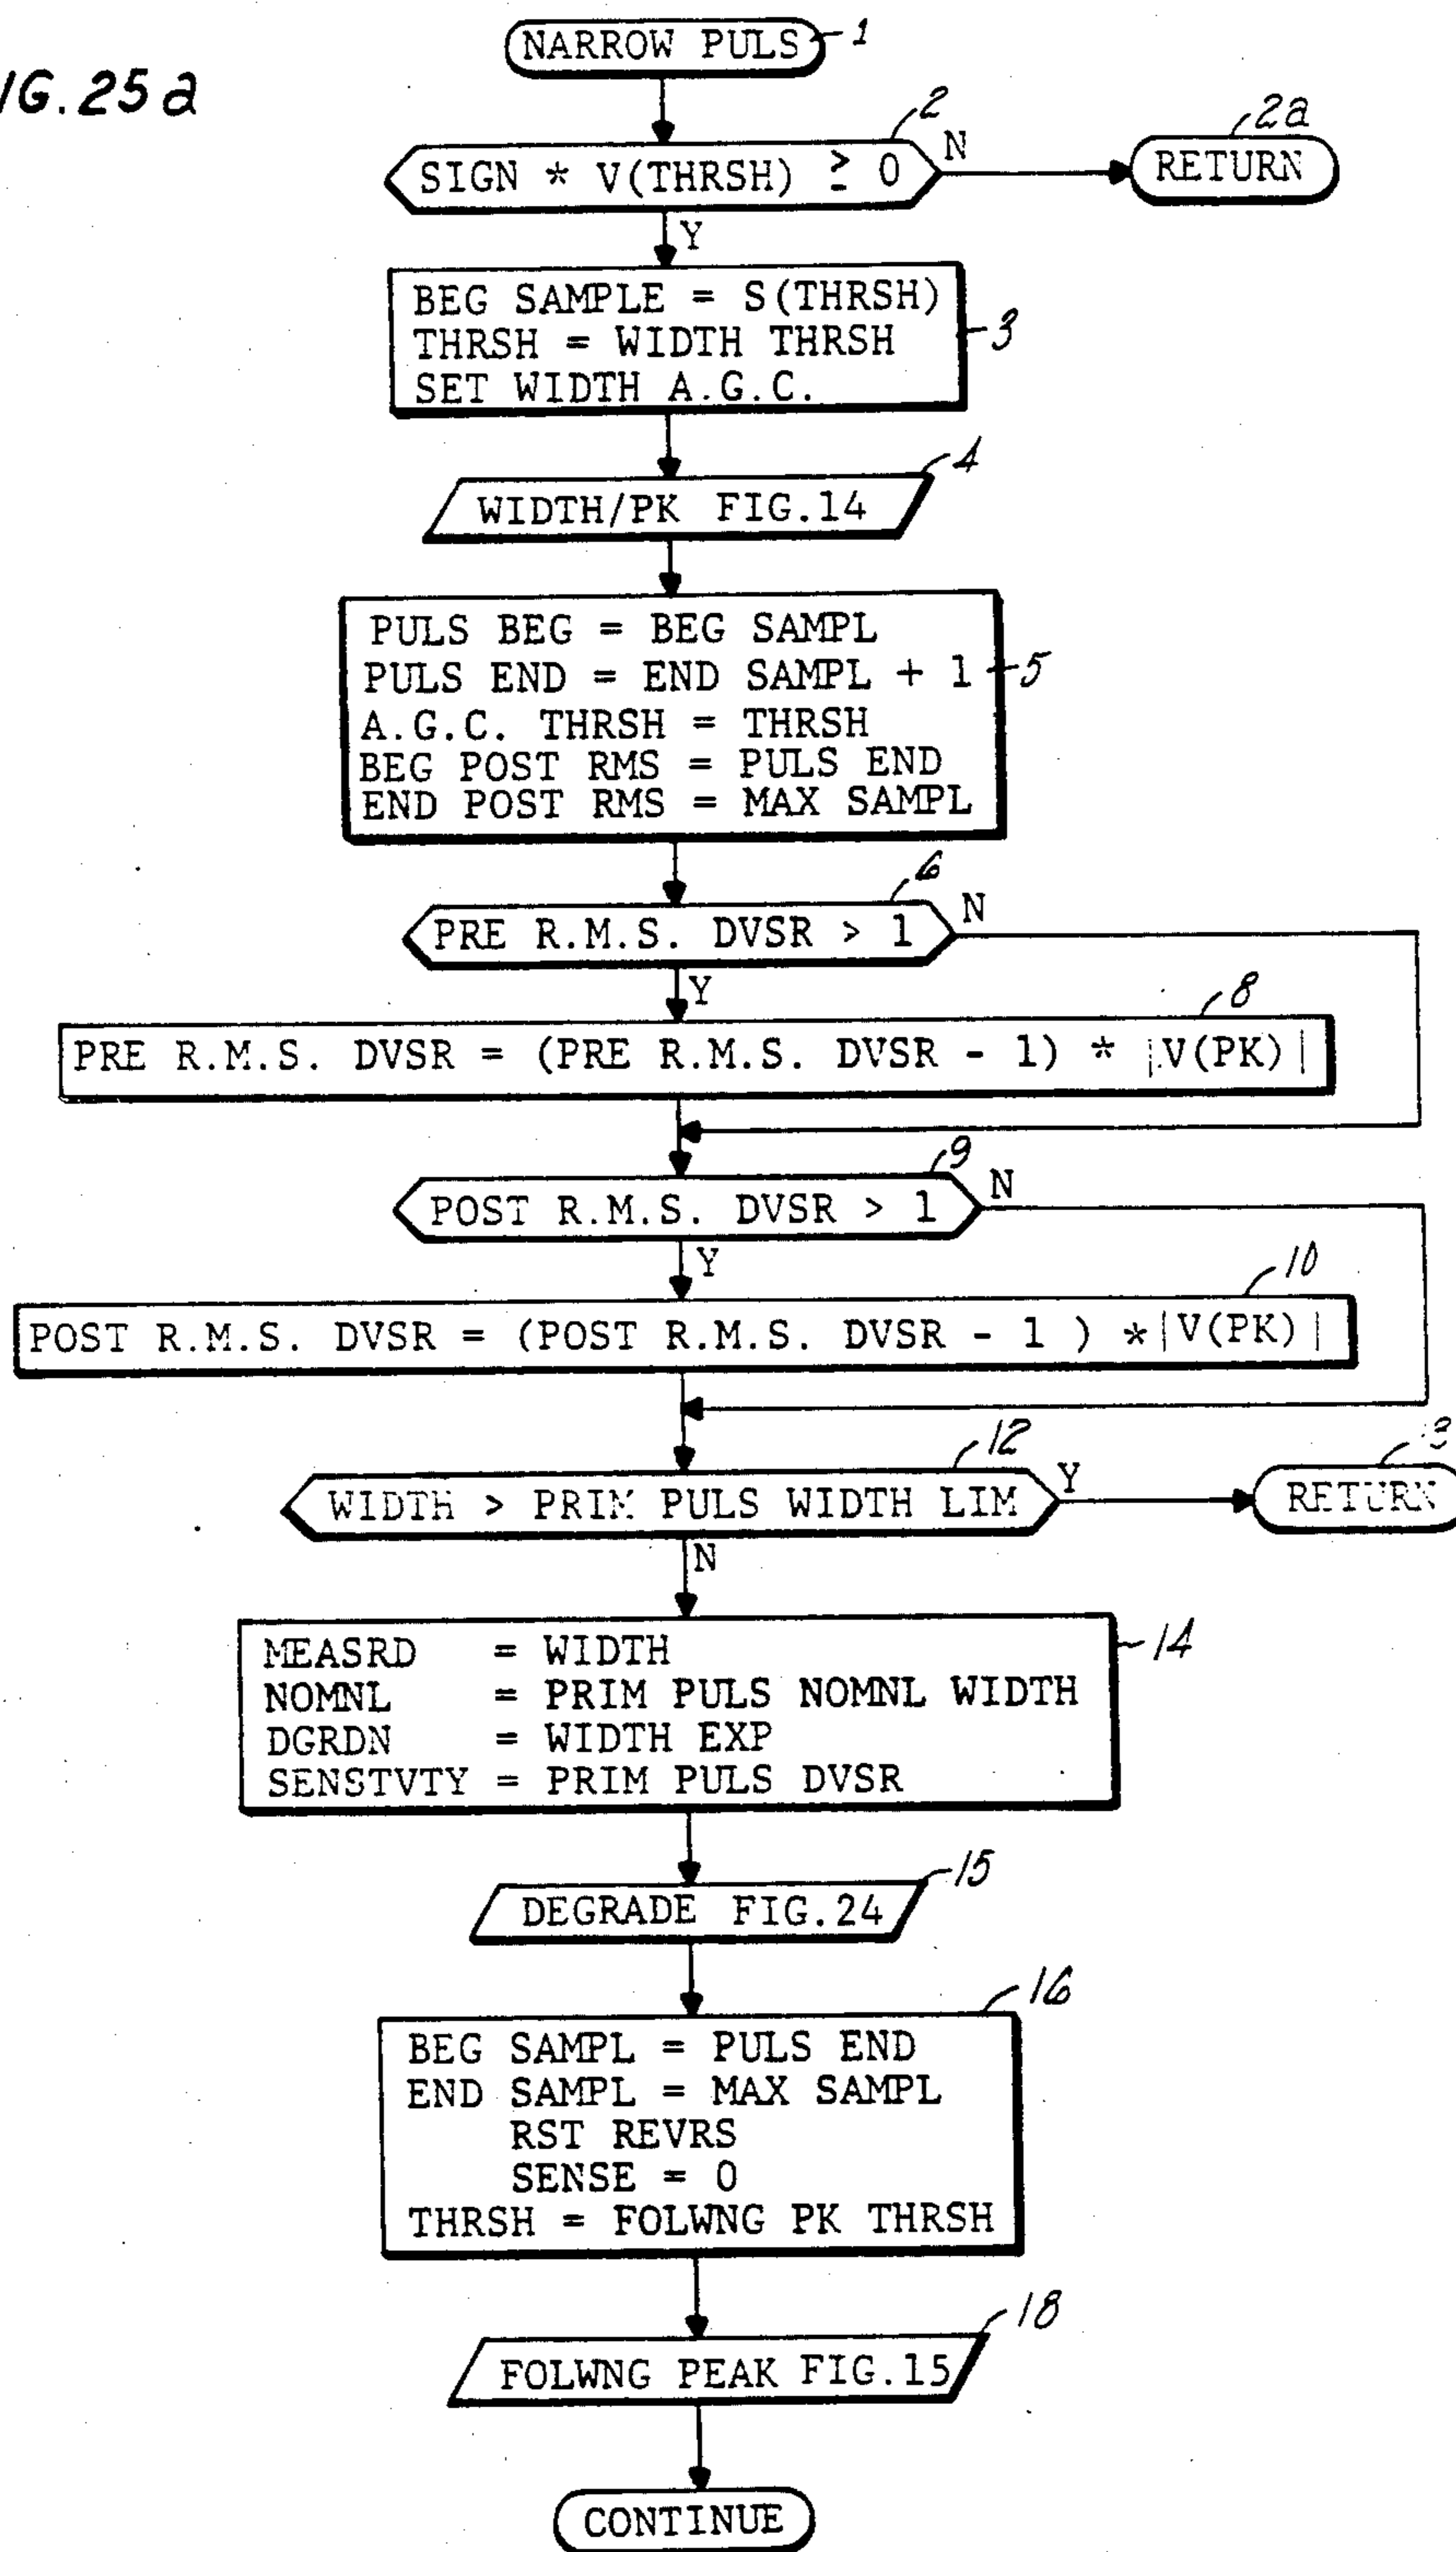 IG. 25a
NARROW PULS
1
2
SIGN * V(THRSH) ≥ 0
N
2a
RETURN
Y
BEG SAMPLE = S(THRSH)
THRSH = WIDTH THRSH
SET WIDTH A.G.C.
3
4
WIDTH/PK FIG.14
PULS BEG = BEG SAMPL
PULS END = END SAMPL + 1
A.G.C. THRSH = THRSH
BEG POST RMS = PULS END
END POST RMS = MAX SAMPL
5
6
PRE R.M.S. DVSR > 1
N
Y
8
PRE R.M.S. DVSR = (PRE R.M.S. DVSR - 1) * |V(PK)|
9
POST R.M.S. DVSR > 1
N
Y
10
POST R.M.S. DVSR = (POST R.M.S. DVSR - 1 ) * |V(PK)|
12
WIDTH > PRIM PULS WIDTH LIM
Y
3
RETURN
N
MEASRD = WIDTH
NOMNL = PRIM PULS NOMNL WIDTH
DGRDN = WIDTH EXP
SENSTVTY = PRIM PULS DVSR
14
15
DEGRADE FIG.24
16
BEG SAMPL = PULS END
END SAMPL = MAX SAMPL
RST REVRS
SENSE = 0
THRSH = FOLWNG PK THRSH
18
FOLWNG PEAK FIG.15
CONTINUE